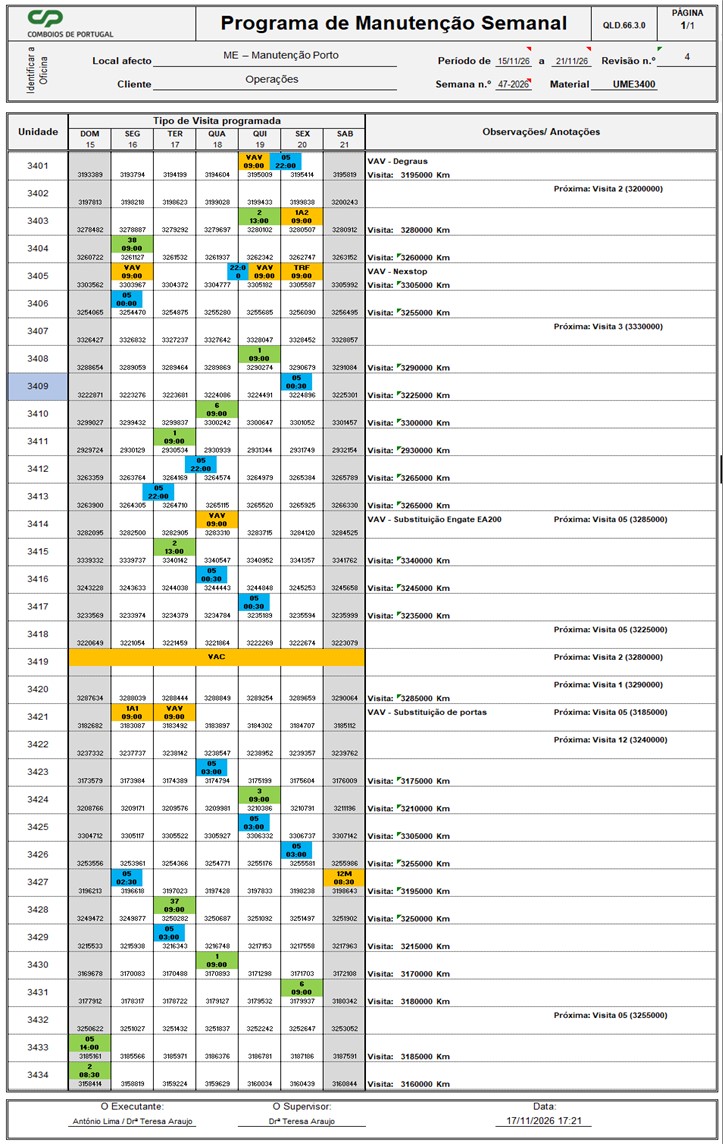 CP
COMBOIOS DE PORTUGAL
Programa de Manutenção Semanal
QLD.66.3.0
PÁGINA
1/1
Identificar a Oficina
Local afecto ME – Manutenção Porto Período de 15/11/26 a 21/11/26 Revisão n.º 4
Cliente Operações Semana n.º 47-2026 Material UME3400
Unidade Tipo de Visita programada Observações/ Anotações
DOM SEG TER QUA QUI SEX SAB
15 16 17 18 19 20 21
3401 VAV 09:00 05 22:00 VAV - Degraus
3193389 3193794 3194199 3194604 3195009 3195414 3195819 Visita: 3195000 Km
3402 Próxima: Visita 2 (3200000)
3197813 3198218 3198623 3199028 3199433 3199838 3200243
3403 2 13:00 1A2 09:00
3278482 3278887 3279292 3279697 3280102 3280507 3280912 Visita: 3280000 Km
3404 38 09:00
3260722 3261127 3261532 3261937 3262342 3262747 3263152 Visita: 3260000 Km
3405 VAV 09:00 22:0 0 VAV 09:00 TRF 09:00 VAV - Nexstop
3303562 3303967 3304372 3304777 3305182 3305587 3305992 Visita: 3305000 Km
3406 05 00:00
3254065 3254470 3254875 3255280 3255685 3256090 3256495 Visita: 3255000 Km
3407 Próxima: Visita 3 (3330000)
3326427 3326832 3327237 3327642 3328047 3328452 3328857
3408 1 09:00
3288654 3289059 3289464 3289869 3290274 3290679 3291084 Visita: 3290000 Km
3409 05 00:30
3222871 3223276 3223681 3224086 3224491 3224896 3225301 Visita: 3225000 Km
3410 6 09:00
3299027 3299432 3299837 3300242 3300647 3301052 3301457 Visita: 3300000 Km
3411 1 09:00
2929724 2930129 2930534 2930939 2931344 2931749 2932154 Visita: 2930000 Km
3412 05 22:00
3263359 3263764 3264169 3264574 3264979 3265384 3265789 Visita: 3265000 Km
3413 05 22:00
3263900 3264305 3264710 3265115 3265520 3265925 3266330 Visita: 3265000 Km
3414 VAV 09:00 VAV - Substituição Engate EA200 Próxima: Visita 05 (3285000)
3282095 3282500 3282905 3283310 3283715 3284120 3284525
3415 2 13:00
3339332 3339737 3340142 3340547 3340952 3341357 3341762 Visita: 3340000 Km
3416 05 00:30
3243228 3243633 3244038 3244443 3244848 3245253 3245658 Visita: 3245000 Km
3417 05 00:30
3233569 3233974 3234379 3234784 3235189 3235594 3235999 Visita: 3235000 Km
3418 Próxima: Visita 05 (3225000)
3220649 3221054 3221459 3221864 3222269 3222674 3223079
3419 VAC Próxima: Visita 2 (3280000)
3420 Próxima: Visita 1 (3290000)
3287634 3288039 3288444 3288849 3289254 3289659 3290064 Visita: 3285000 Km
3421 1A1 09:00 VAV 09:00 VAV - Substituição de portas Próxima: Visita 05 (3185000)
3182682 3183087 3183492 3183897 3184302 3184707 3185112
3422 Próxima: Visita 12 (3240000)
3237332 3237737 3238142 3238547 3238952 3239357 3239762
3423 05 03:00
3173579 3173984 3174389 3174794 3175199 3175604 3176009 Visita: 3175000 Km
3424 3 09:00
3208766 3209171 3209576 3209981 3210386 3210791 3211196 Visita: 3210000 Km
3425 05 03:00
3304712 3305117 3305522 3305927 3306332 3306737 3307142 Visita: 3305000 Km
3426 05 03:00
3253556 3253961 3254366 3254771 3255176 3255581 3255986 Visita: 3255000 Km
3427 05 02:30 12M 08:30
3196213 3196618 3197023 3197428 3197833 3198238 3198643 Visita: 3195000 Km
3428 37 09:00
3249472 3249877 3250282 3250687 3251092 3251497 3251902 Visita: 3250000 Km
3429 05 03:00
3215533 3215938 3216343 3216748 3217153 3217558 3217963 Visita: 3215000 Km
3430 1 09:00
3169678 3170083 3170488 3170893 3171298 3171703 3172108 Visita: 3170000 Km
3431 6 09:00
3177912 3178317 3178722 3179127 3179532 3179937 3180342 Visita: 3180000 Km
3432 Próxima: Visita 05 (3255000)
3250622 3251027 3251432 3251837 3252242 3252647 3253052
3433 05 14:00
3185161 3185566 3185971 3186376 3186781 3187186 3187591 Visita: 3185000 Km
3434 2 08:30
3158414 3158819 3159224 3159629 3160034 3160439 3160844 Visita: 3160000 Km
O Executante: O Supervisor: Data:
António Lima / Drª Teresa Araujo Drª Teresa Araujo 17/11/2026 17:21